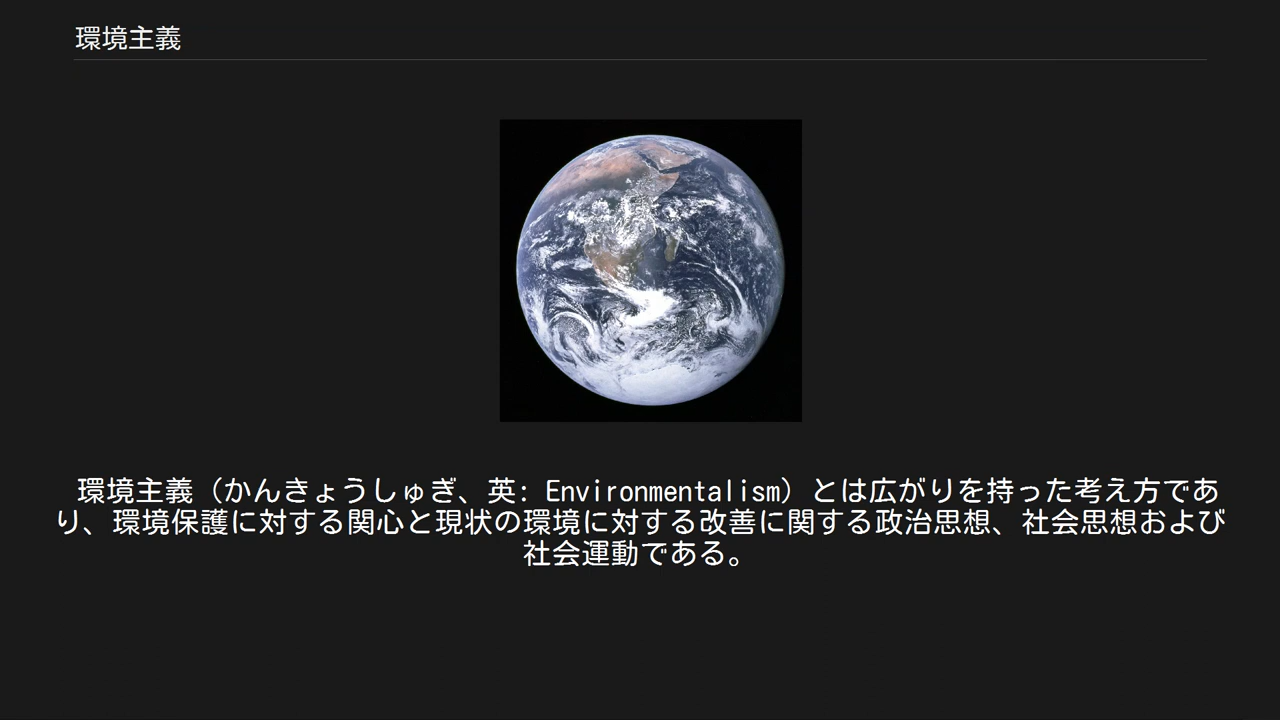 環境主義
環境主義（かんきょうしゅぎ、英: Environmentalism）とは広がりを持った考え方であ
り、環境保護に対する関心と現状の環境に対する改善に関する政治思想、社会思想および
社会運動である。